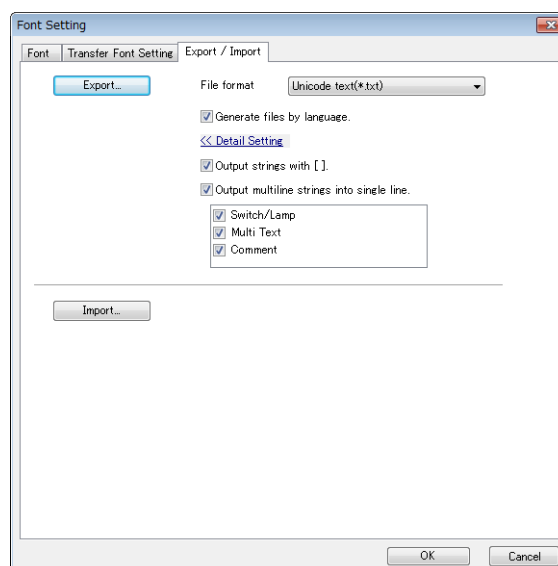 Font Setting
Font
Transfer Font Setting
Export / Import
Export...
File format
Unicode text(*.txt)
Generate files by language.
<< Detail Setting
Output strings with [ ].
Output multiline strings into single line.
Switch/Lamp
Multi Text
Comment
Import...
OK
Cancel